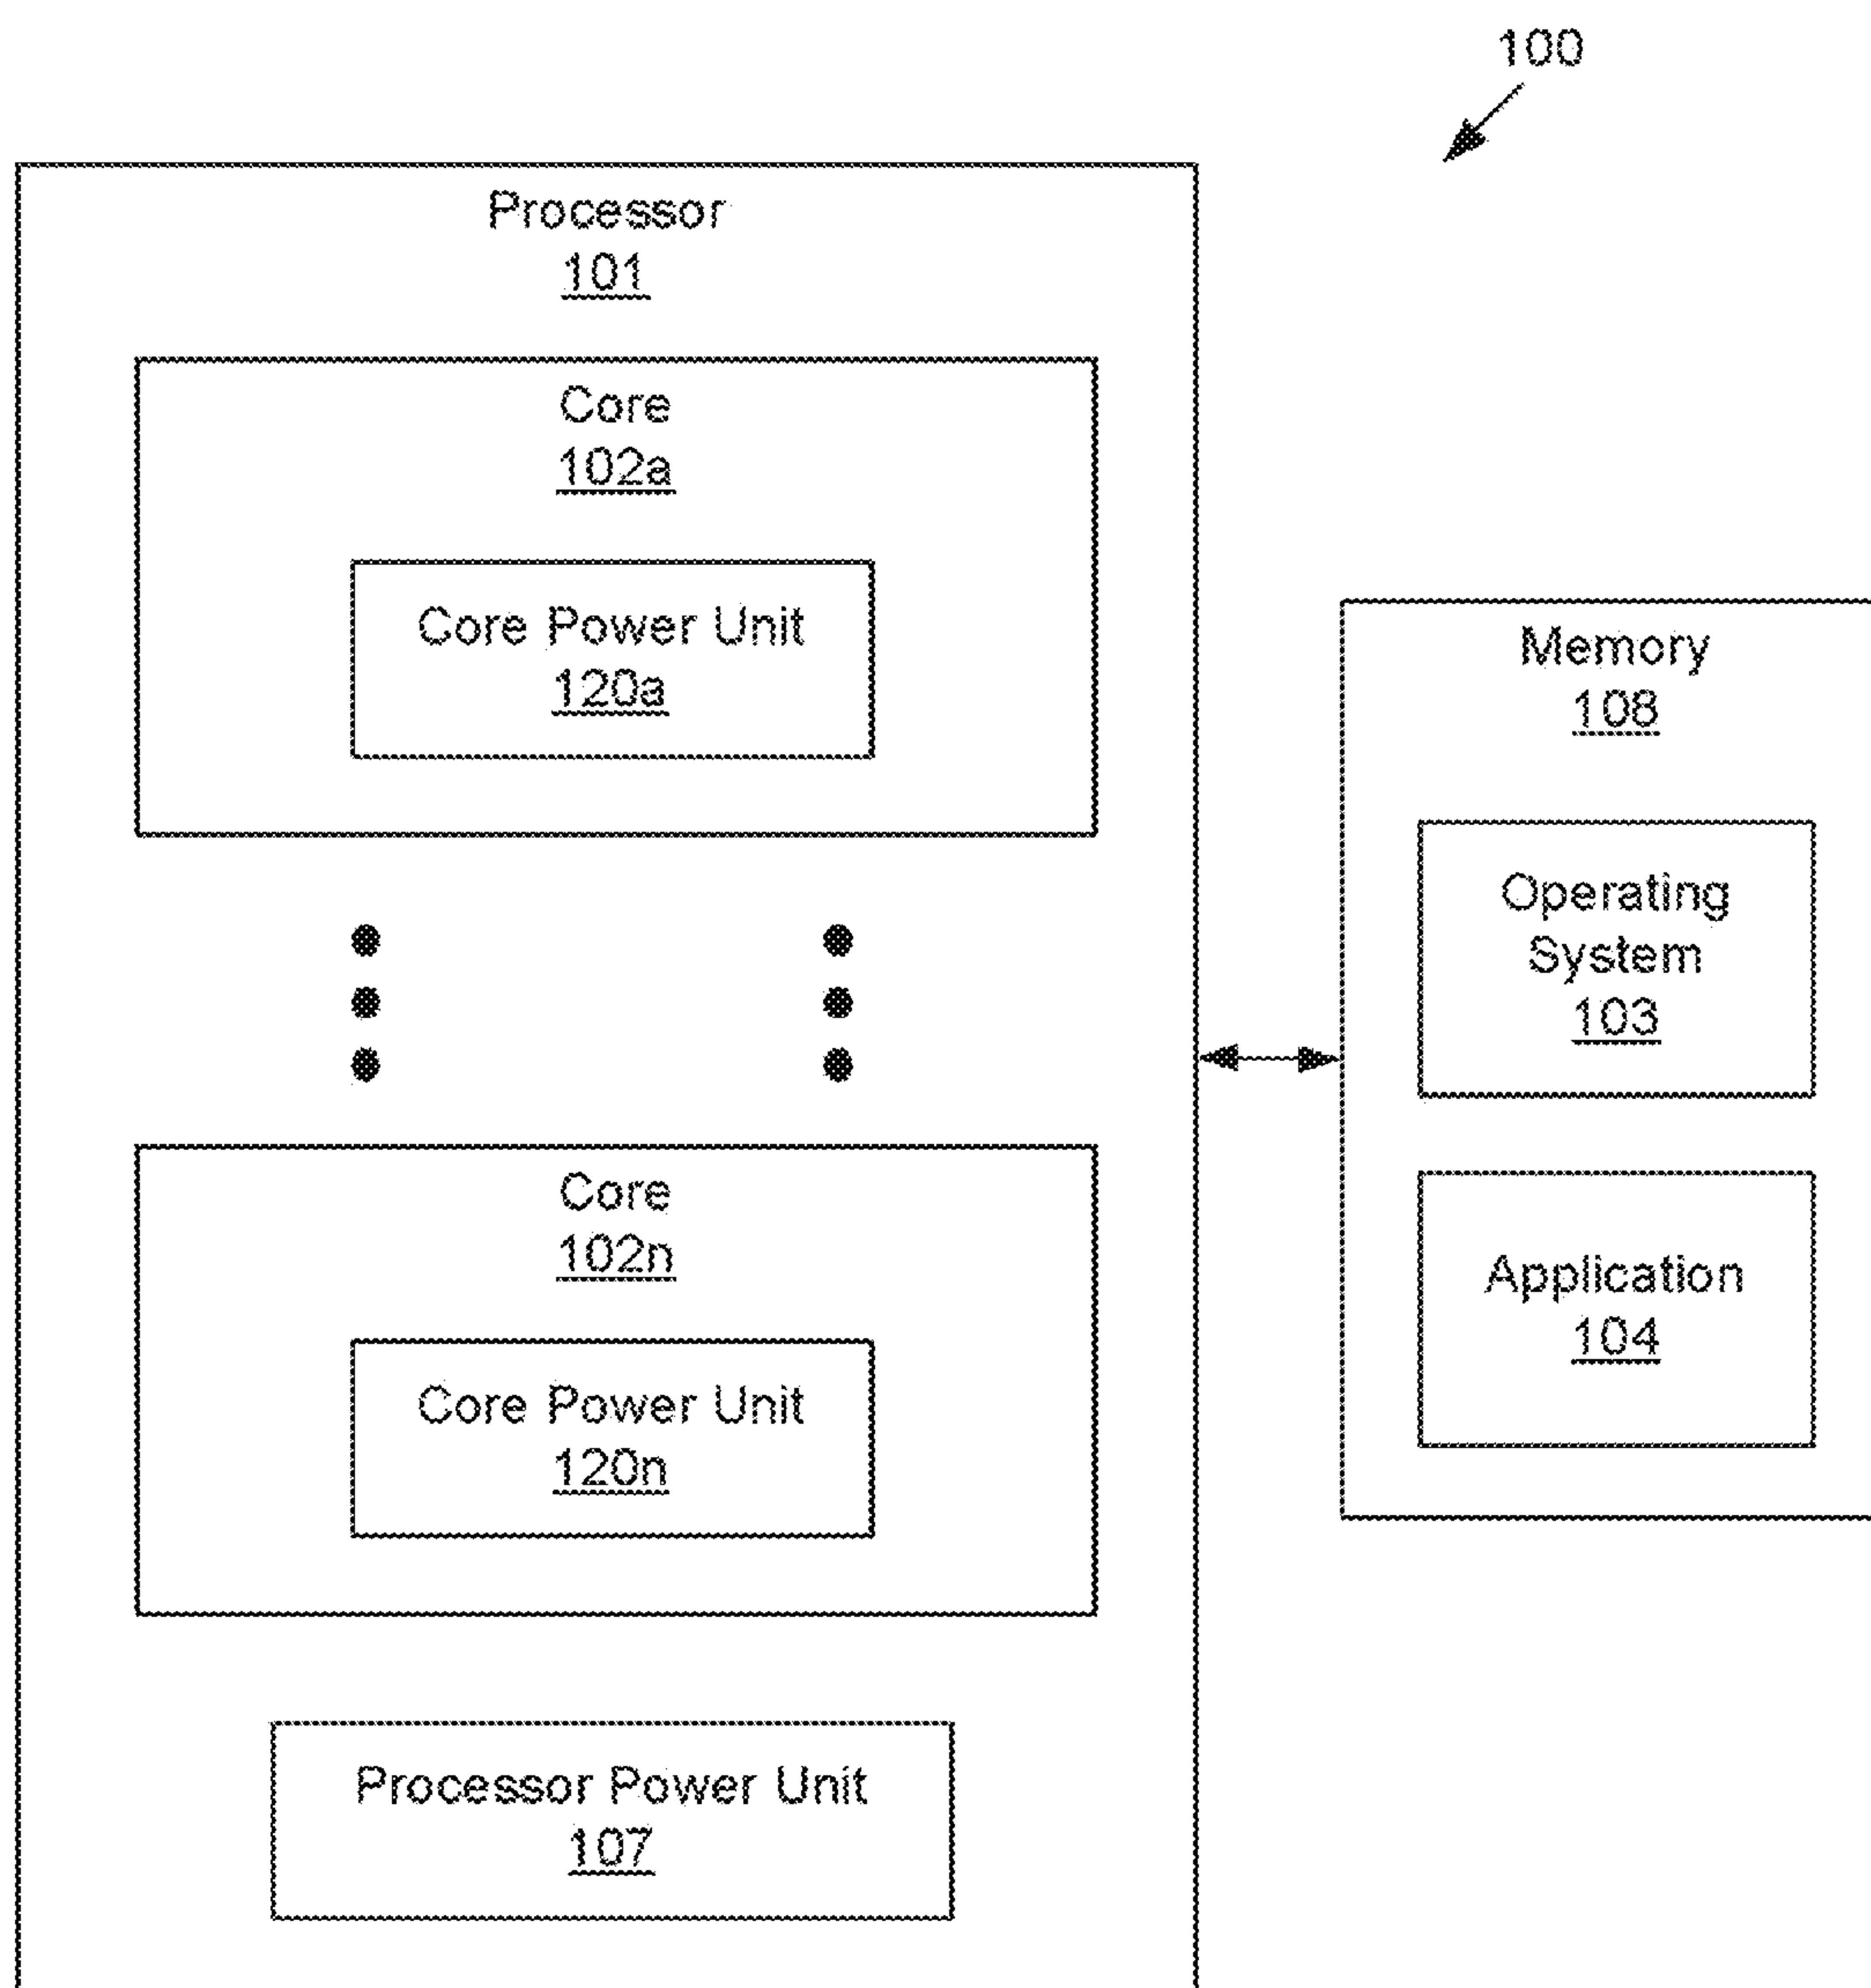 100
Processor
101
Core
102a
Core Power Unit
120a
Core
102n
Core Power Unit
120n
Processor Power Unit
107
Memory
108
Operating
System
103
Application
104